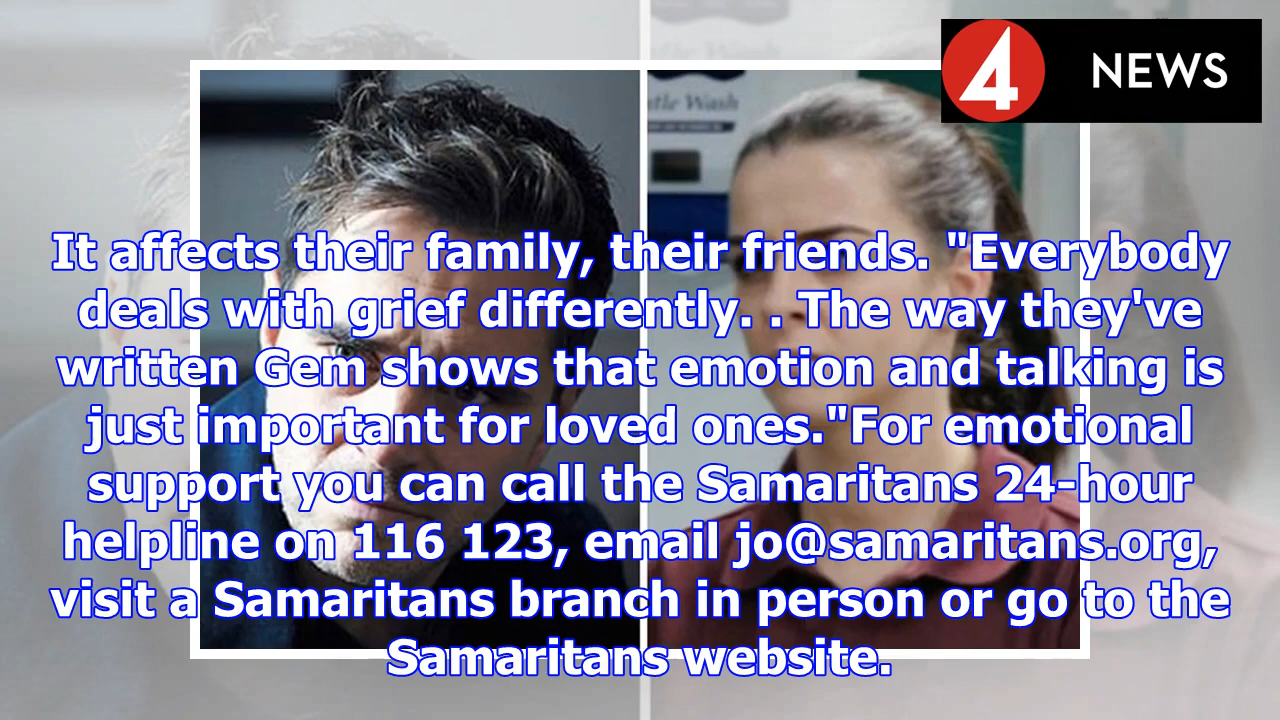 4 NEWS
tle Wash
It affects their family, their friends. "Everybody
deals with grief differently. . . The way they've
written Gem shows that emotion and talking is
just important for loved ones."For emotional
support you can call the Samaritans 24-hour
helpline on 116 123, email jo@samaritans.org,
visit a Samaritans branch in person or go to the
Samaritans website.